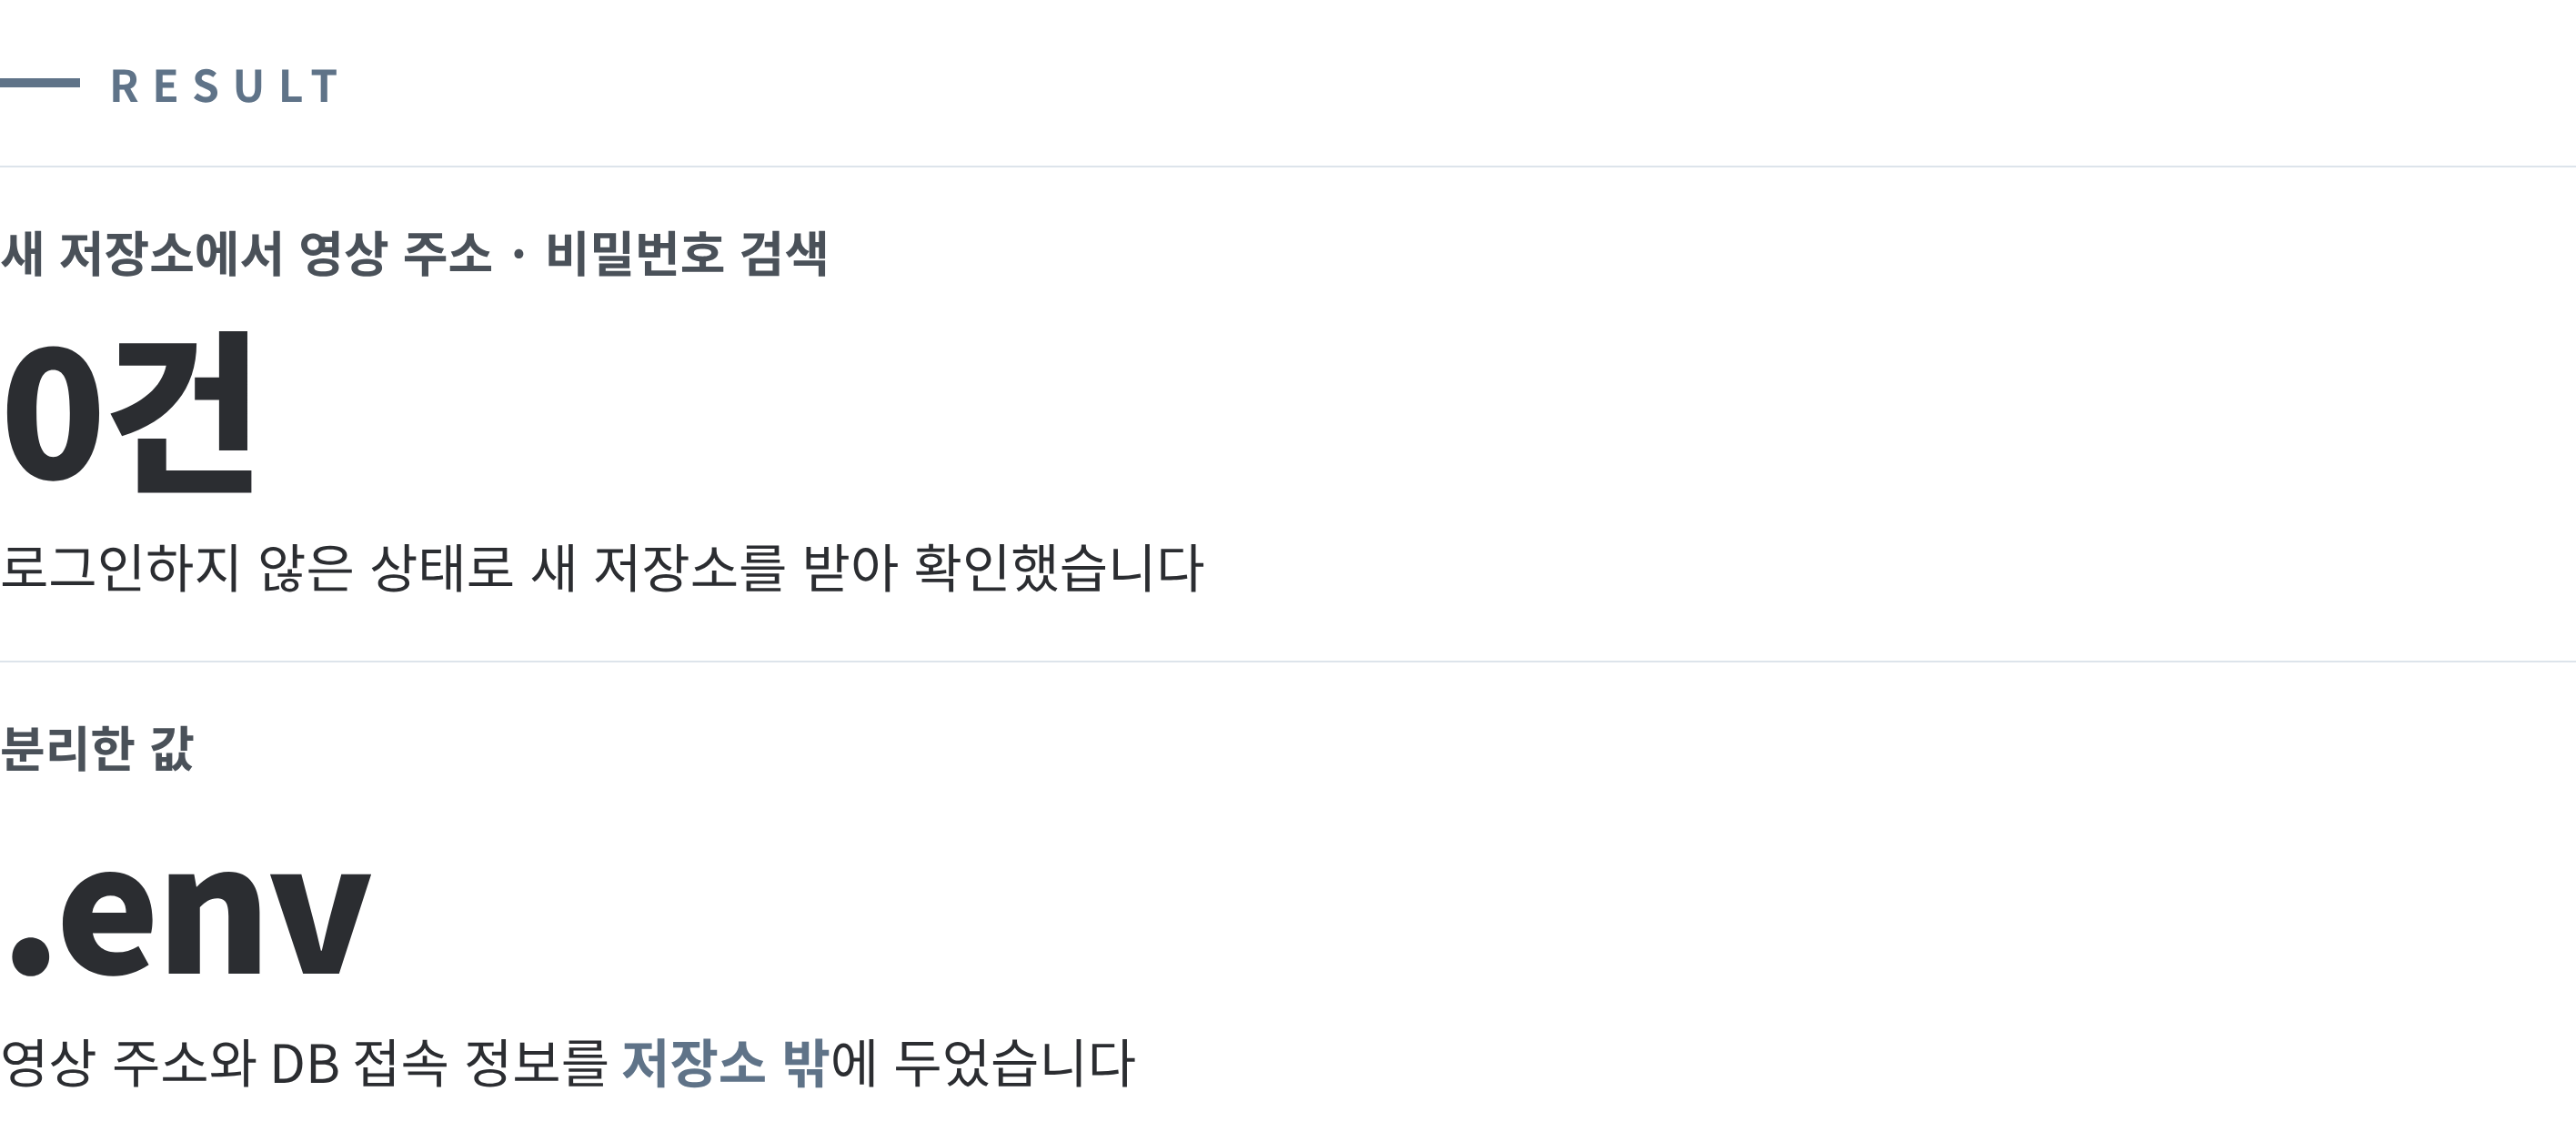 RESULT
새 저장소에서 영상 주소 · 비밀번호 검색
0건
로그인하지 않은 상태로 새 저장소를 받아 확인했습니다
분리한 값
.env
영상 주소와 DB 접속 정보를 저장소 밖에 두었습니다